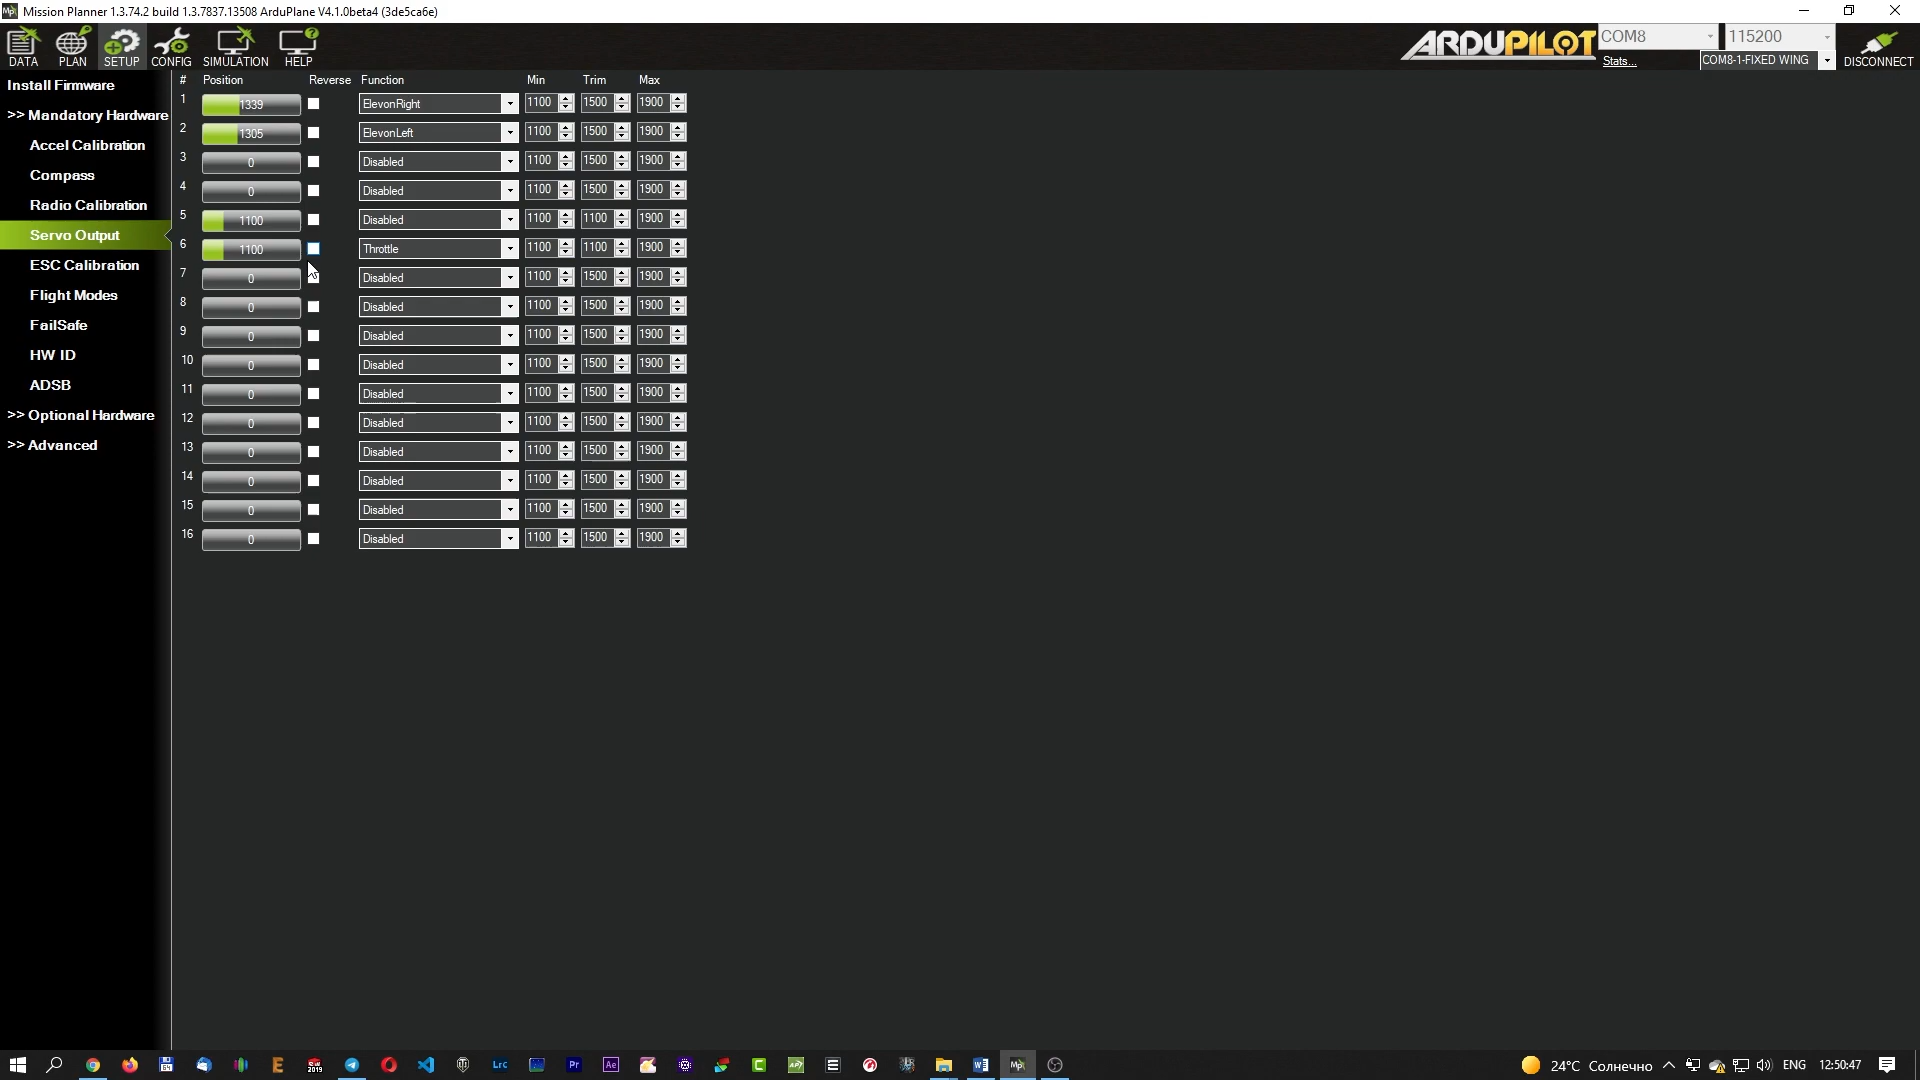 Mission Planner 1.3.74.2 build 1.3.7837.13508 ArduPlane V4.1.0beta4 (3de5ca6e)
DATA PLAN SETUP CONFIG SIMULATION HELP
ARDUPILOT
COM8 115200
Stats... COM8-1-FIXED WING DISCONNECT
Install Firmware
>> Mandatory Hardware
Accel Calibration
Compass
Radio Calibration
Servo Output
ESC Calibration
Flight Modes
FailSafe
HW ID
ADSB
>> Optional Hardware
>> Advanced
# Position Reverse Function Min Trim Max
1 1339 ElevonRight 1100 1500 1900
2 1305 ElevonLeft 1100 1500 1900
3 0 Disabled 1100 1500 1900
4 0 Disabled 1100 1500 1900
5 1100 Disabled 1100 1100 1900
6 1100 Throttle 1100 1100 1900
7 0 Disabled 1100 1500 1900
8 0 Disabled 1100 1500 1900
9 0 Disabled 1100 1500 1900
10 0 Disabled 1100 1500 1900
11 0 Disabled 1100 1500 1900
12 0 Disabled 1100 1500 1900
13 0 Disabled 1100 1500 1900
14 0 Disabled 1100 1500 1900
15 0 Disabled 1100 1500 1900
16 0 Disabled 1100 1500 1900
2019 Lrc Pr Ae Mp 24°C Солнечно ENG 12:50:47